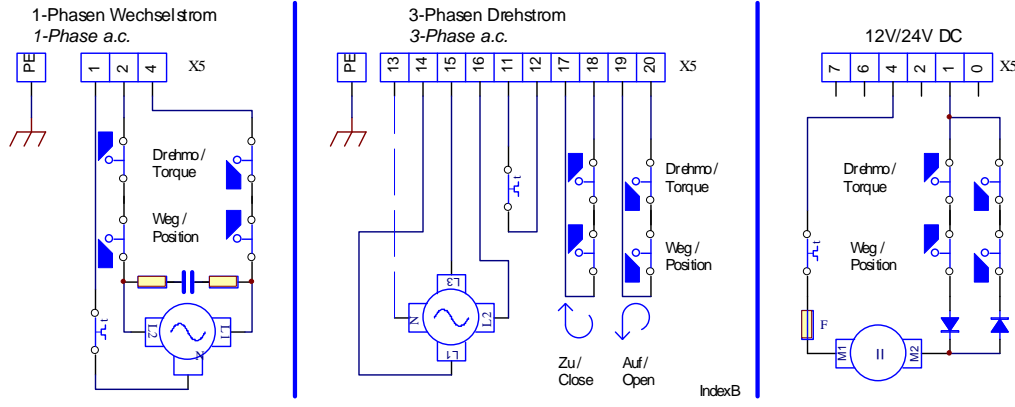 1-Phasen Wechselstrom
1-Phase a.c.
PE
1 2 4 X5
Drehmo/
Torque
Weg/
Position
t
L2 L1
N
3-Phasen Drehstrom
3-Phase a.c.
PE
13 14 15 16 11 12 17 18 19 20 X5
t
Drehmo/
Torque
Weg/
Position
L3
N L2
L1
Zu/
Close
Auf/
Open
IndexB
12V/24V DC
7 6 4 2 1 0 X5
Drehmo/
Torque
Weg/
Position
t
F
M1 M2